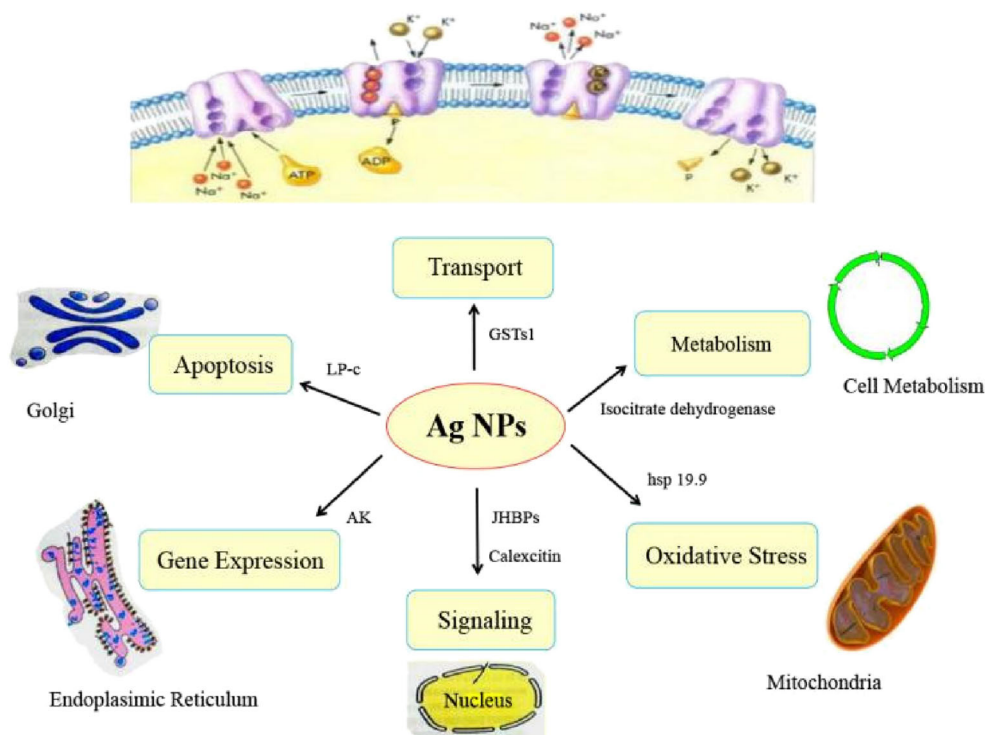 K⁺
K⁺
Na⁺
Na⁺
Na⁺
P
ADP
ATP
Na⁺
Na⁺
Na⁺
P
K⁺
K⁺
Transport
GSTs1
Apoptosis
LP-c
Golgi
Metabolism
Isocitrate dehydrogenase
Cell Metabolism
Ag NPs
hsp 19.9
AK
JHBPs
Calexcitin
Gene Expression
Oxidative Stress
Signaling
Endoplasimic Reticulum
Nucleus
Mitochondria